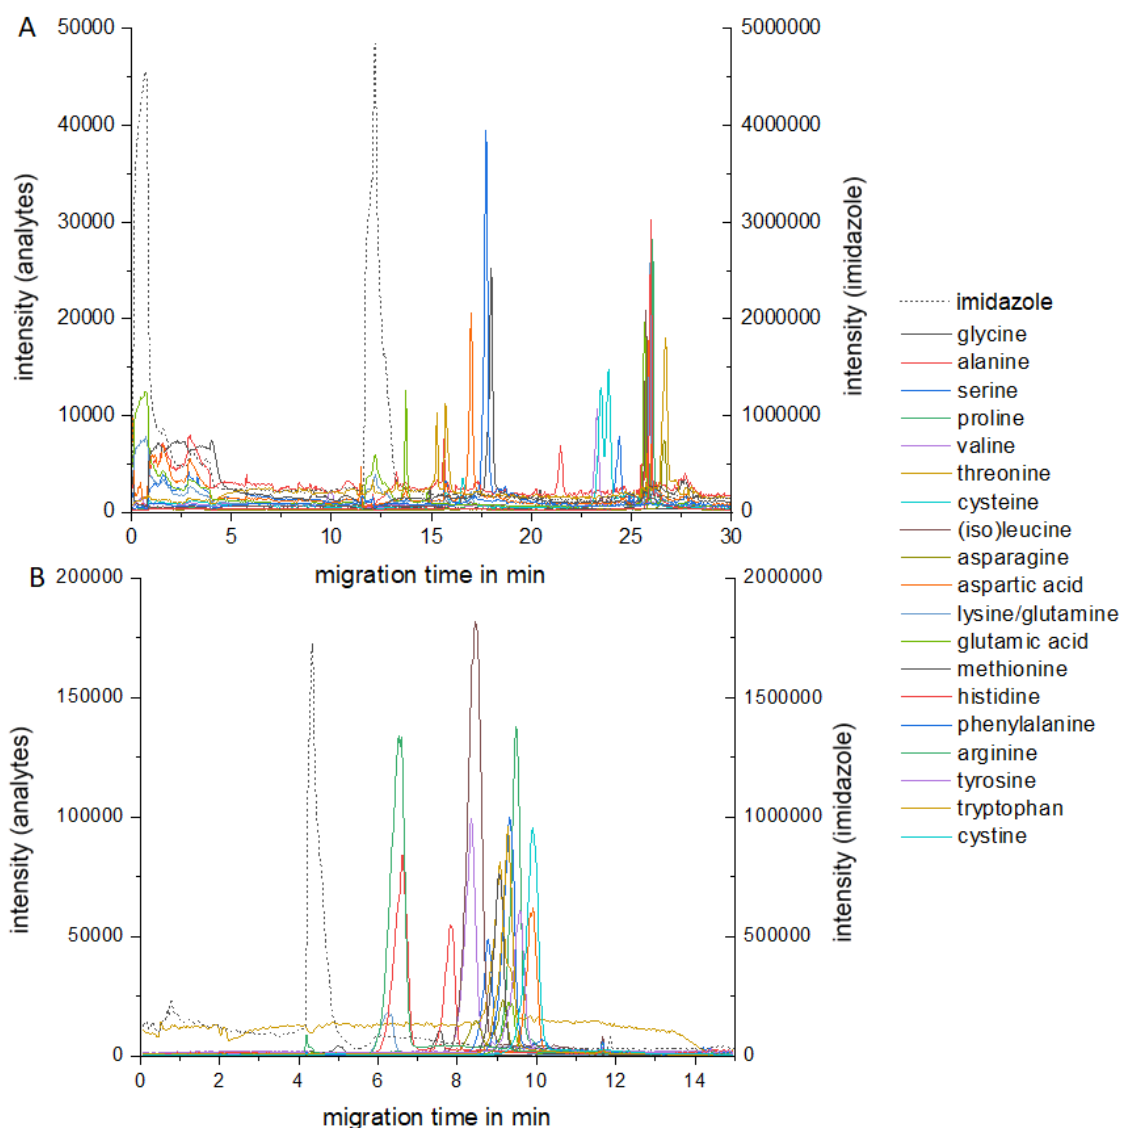 A
50000
40000
30000
20000
10000
0
intensity (analytes)
5000000
4000000
3000000
2000000
1000000
0
intensity (imidazole)
0 5 10 15 20 25 30
migration time in min
B
200000
150000
100000
50000
0
intensity (analytes)
2000000
1500000
1000000
500000
0
intensity (imidazole)
0 2 4 6 8 10 12 14
migration time in min
imidazole
glycine
alanine
serine
proline
valine
threonine
cysteine
(iso)leucine
asparagine
aspartic acid
lysine/glutamine
glutamic acid
methionine
histidine
phenylalanine
arginine
tyrosine
tryptophan
cystine